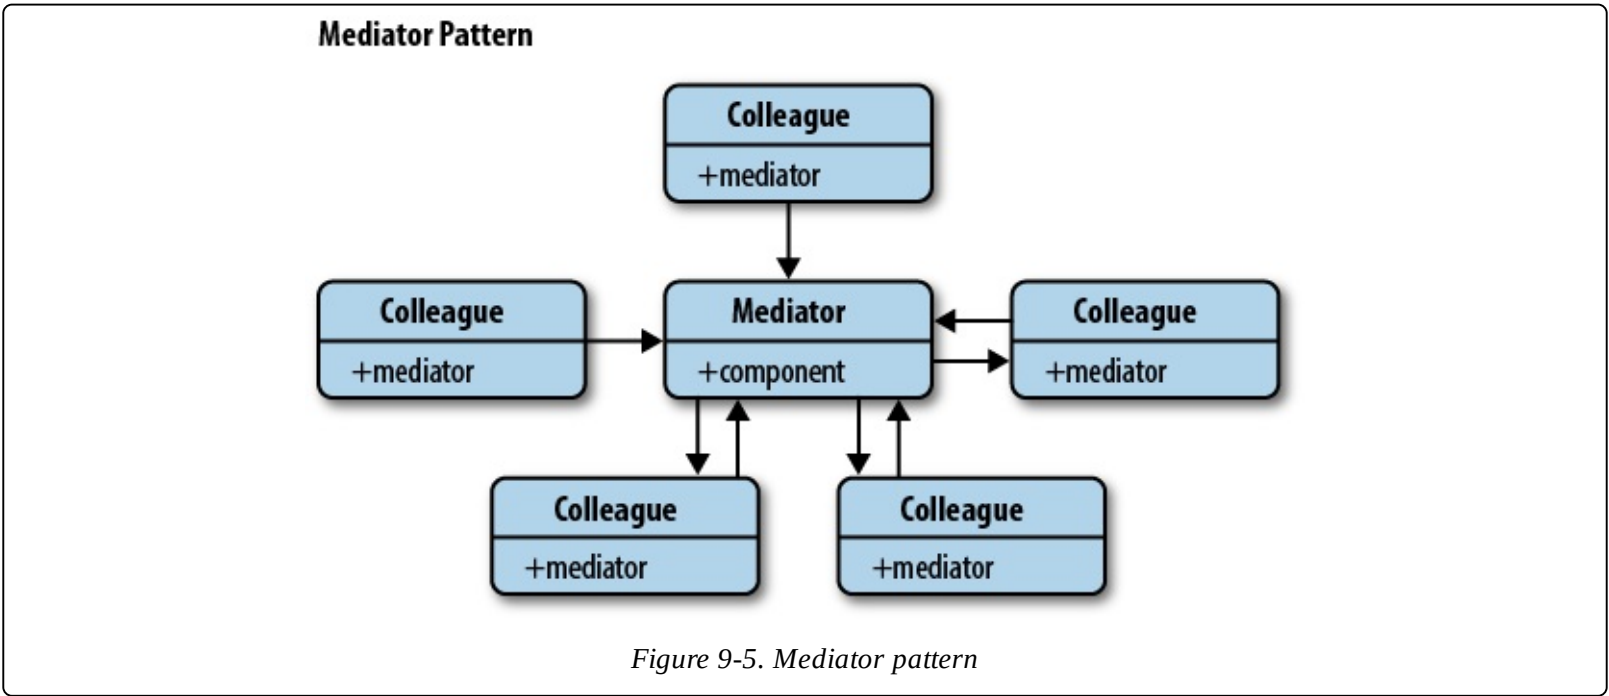 Mediator Pattern
Colleague
+mediator
Colleague
+mediator
Mediator
+component
Colleague
+mediator
Colleague
+mediator
Colleague
+mediator
Figure 9-5. Mediator pattern